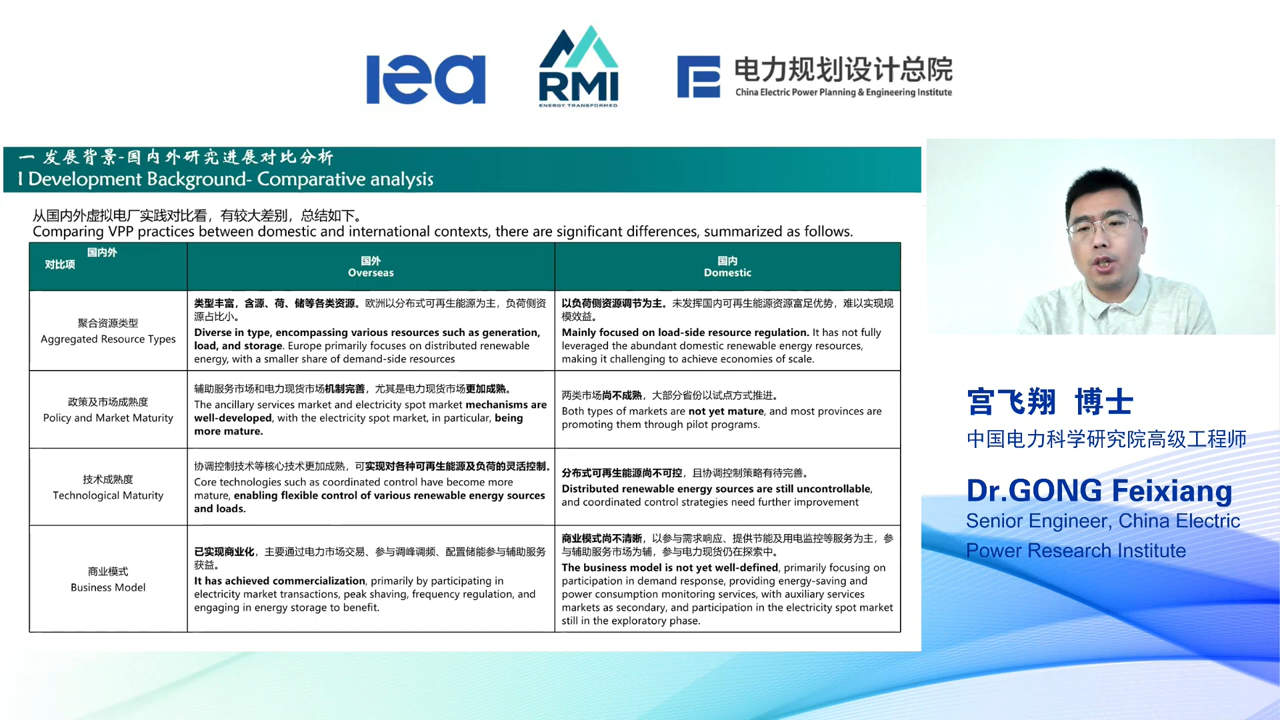 iea
RMI
ENERGY TRANSFORMED
电力规划设计总院
China Electric Power Planning & Engineering Institute
一 发展背景-国内外研究进展对比分析
I Development Background- Comparative analysis
从国内外虚拟电厂实践对比看，有较大差别，总结如下。
Comparing VPP practices between domestic and international contexts, there are significant differences, summarized as follows.
国内外
对比项
国外
Overseas
国内
Domestic
聚合资源类型
Aggregated Resource Types
类型丰富，含源、荷、储等各类资源。欧洲以分布式可再生能源为主，负荷侧资
源占比小。
Diverse in type, encompassing various resources such as generation,
load, and storage. Europe primarily focuses on distributed renewable
energy, with a smaller share of demand-side resources
以负荷侧资源调节为主。未发挥国内可再生能源资源富足优势，难以实现规
模效益。
Mainly focused on load-side resource regulation. It has not fully
leveraged the abundant domestic renewable energy resources,
making it challenging to achieve economies of scale.
政策及市场成熟度
Policy and Market Maturity
辅助服务市场和电力现货市场机制完善，尤其是电力现货市场更加成熟。
The ancillary services market and electricity spot market mechanisms are
well-developed, with the electricity spot market, in particular, being
more mature.
两类市场尚不成熟，大部分省份以试点方式推进。
Both types of markets are not yet mature, and most provinces are
promoting them through pilot programs.
技术成熟度
Technological Maturity
协调控制技术等核心技术更加成熟，可实现对各种可再生能源及负荷的灵活控制。
Core technologies such as coordinated control have become more
mature, enabling flexible control of various renewable energy sources
and loads.
分布式可再生能源尚不可控，且协调控制策略有待完善。
Distributed renewable energy sources are still uncontrollable,
and coordinated control strategies need further improvement
商业模式
Business Model
已实现商业化，主要通过电力市场交易、参与调峰调频、配置储能参与辅助服务
获益。
It has achieved commercialization, primarily by participating in
electricity market transactions, peak shaving, frequency regulation, and
engaging in energy storage to benefit.
商业模式尚不清晰，以参与需求响应、提供节能及用电监控等服务为主，参
与辅助服务市场为辅，参与电力现货仍在探索中。
The business model is not yet well-defined, primarily focusing on
participation in demand response, providing energy-saving and
power consumption monitoring services, with auxiliary services
markets as secondary, and participation in the electricity spot market
still in the exploratory phase.
宫飞翔 博士
中国电力科学研究院高级工程师
Dr.GONG Feixiang
Senior Engineer, China Electric
Power Research Institute